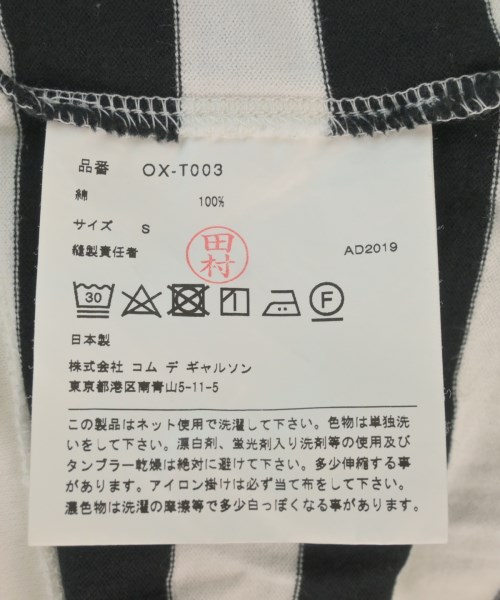 品番 OX-T003
綿 100%
サイズ S
縫製責任者 田村 AD2019
30 F
日本製
株式会社 コム デ ギャルソン
東京都港区南青山5-11-5
この製品はネット使用で洗濯して下さい。色物は単独洗
いをして下さい。漂白剤、蛍光剤入り洗剤等の使用及び
タンブラー乾燥は絶対に避けて下さい。多少伸縮する事
があります。アイロン掛けは必ず当て布をして下さい。
濃色物は洗濯の摩擦等で多少白っぽくなる事があります。